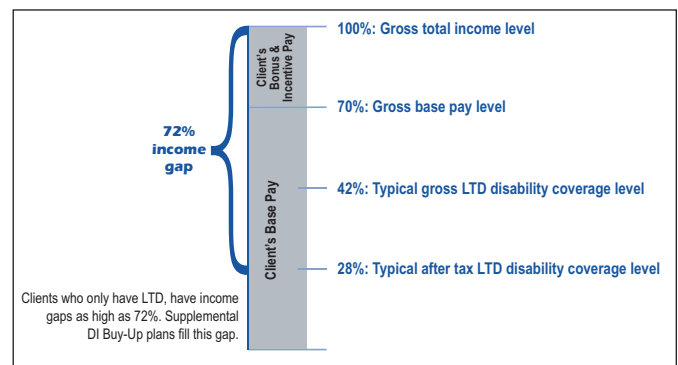 100%: Gross total income level
Client's
Bonus &
Incentive Pay
70%: Gross base pay level
72%
income
gap
42%: Typical gross LTD disability coverage level
Client's Base Pay
28%: Typical after tax LTD disability coverage level
Clients who only have LTD, have income
gaps as high as 72%. Supplemental
DI Buy-Up plans fill this gap.